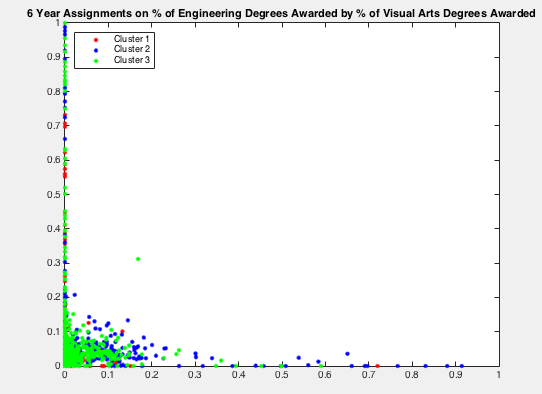 6 Year Assignments on % of Engineering Degrees Awarded by % of Visual Arts Degrees Awarded
1
0.9
0.8
0.7
0.6
0.5
0.4
0.3
0.2
0.1
0
Cluster 1
Cluster 2
Cluster 3
0 0.1 0.2 0.3 0.4 0.5 0.6 0.7 0.8 0.9 1